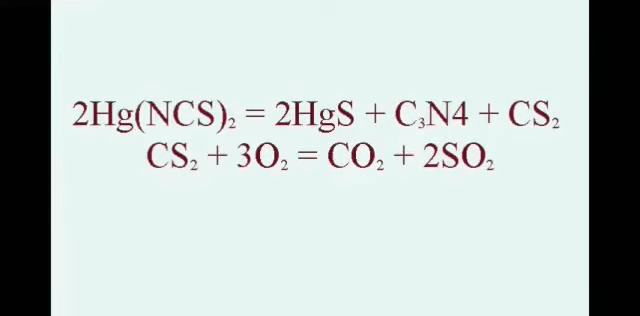 2Hg(NCS)₂ = 2HgS + C₃N4 + CS₂
CS₂ + 3O₂ = CO₂ + 2SO₂